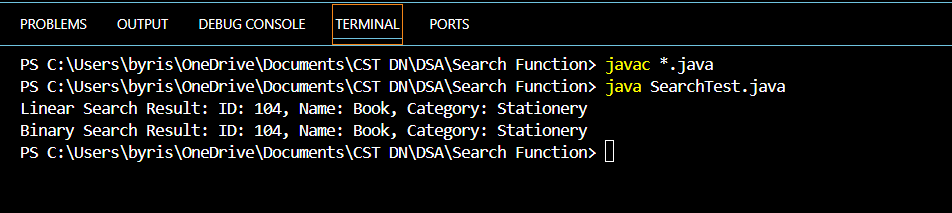 PROBLEMS OUTPUT DEBUG CONSOLE TERMINAL PORTS
PS C:\Users\byris\OneDrive\Documents\CST DN\DSA\Search Function> javac *.java
PS C:\Users\byris\OneDrive\Documents\CST DN\DSA\Search Function> java SearchTest.java
Linear Search Result: ID: 104, Name: Book, Category: Stationery
Binary Search Result: ID: 104, Name: Book, Category: Stationery
PS C:\Users\byris\OneDrive\Documents\CST DN\DSA\Search Function>